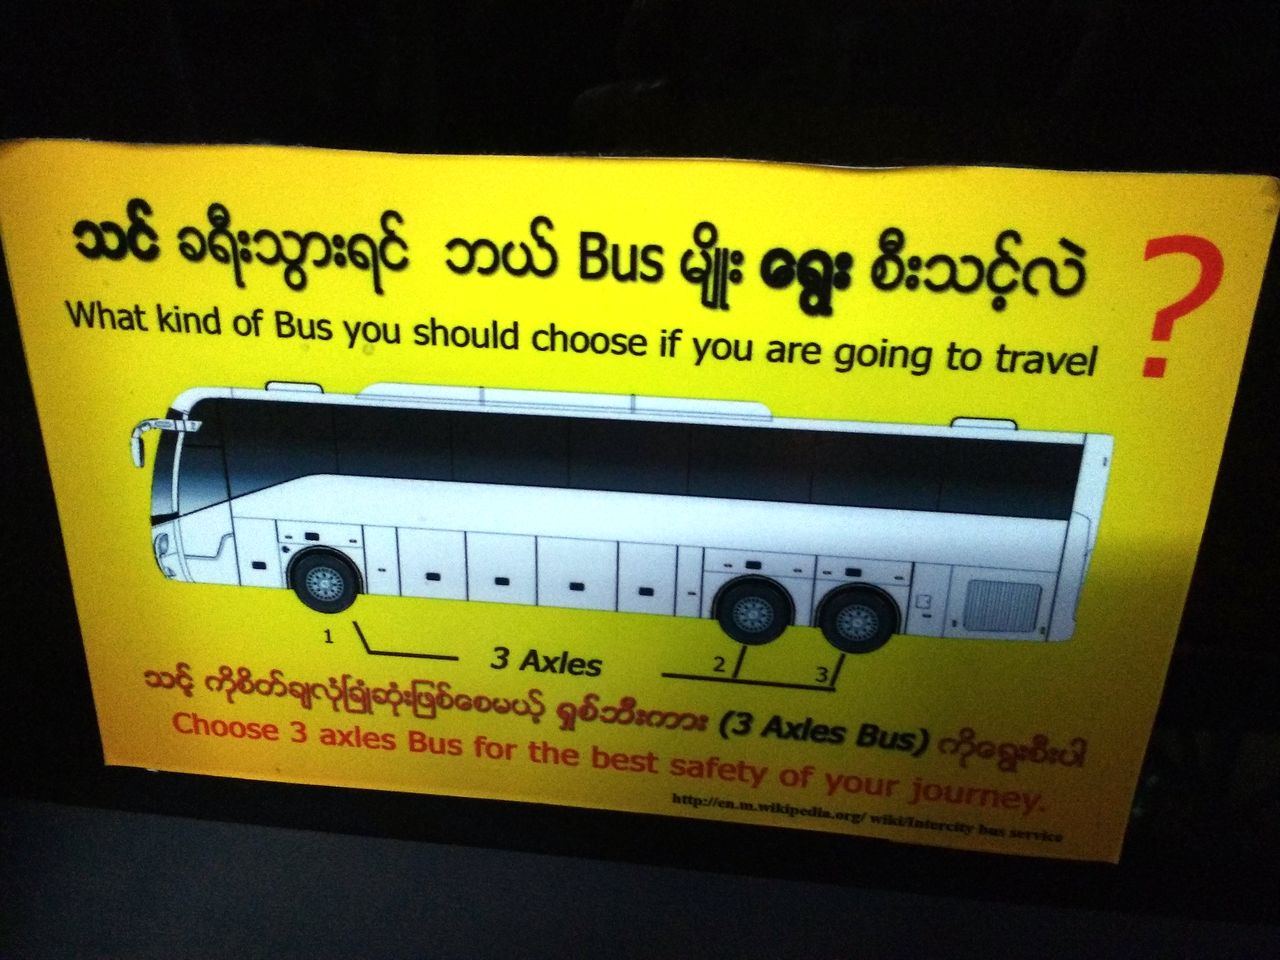 သင် ခရီးသွားရင် ဘယ် Bus မျိုး ရွေး စီးသင့်လဲ ?
What kind of Bus you should choose if you are going to travel
1 3 Axles 2 3
သင့် ကိုစိတ်ချလုံခြုံဆုံးဖြစ်စေမယ့် ရှစ်ဘီးကား (3 Axles Bus) ကိုရွေးစီးပါ
Choose 3 axles Bus for the best safety of your journey.
http://en.m.wikipedia.org/ wiki/Intercity bus service